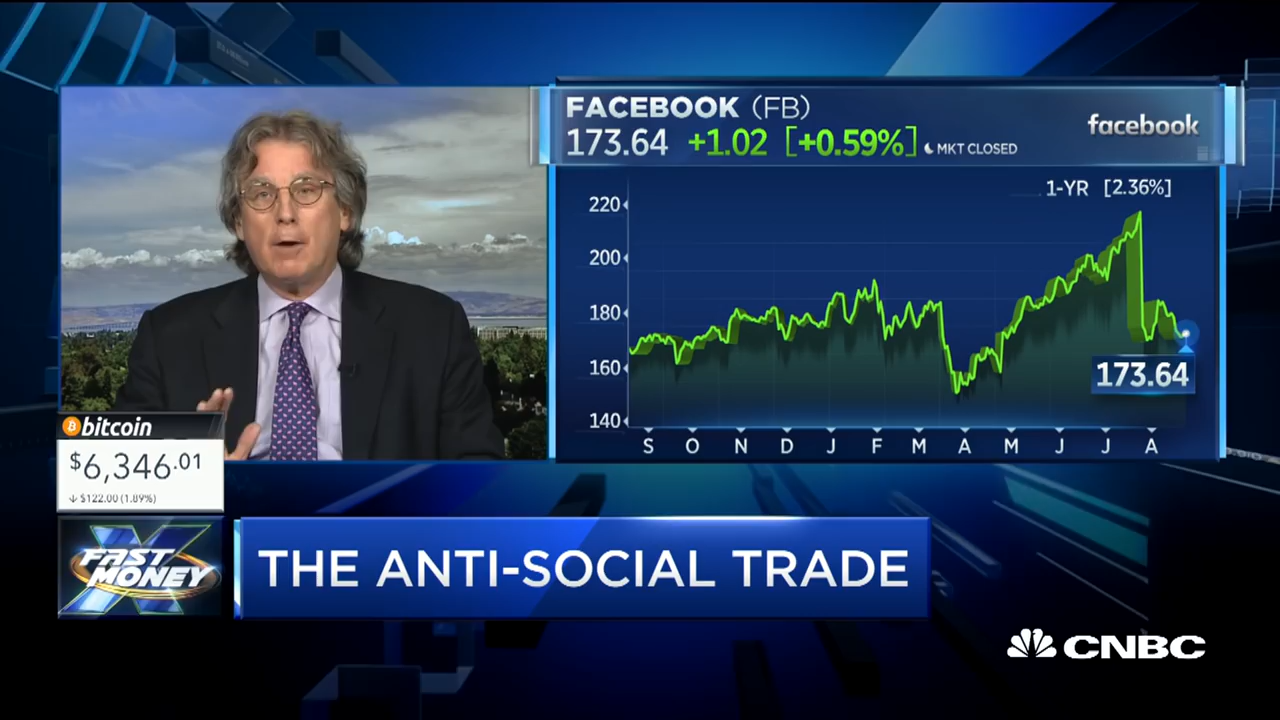 FACEBOOK (FB)
173.64 +1.02 [+0.59%] MKT CLOSED
facebook
1-YR [2.36%]
220
200
180
160
140
173.64
S O N D J F M A M J J A
bitcoin
$6,346.01
↓ $122.00 (1.89%)
FAST MONEY
THE ANTI-SOCIAL TRADE
CNBC